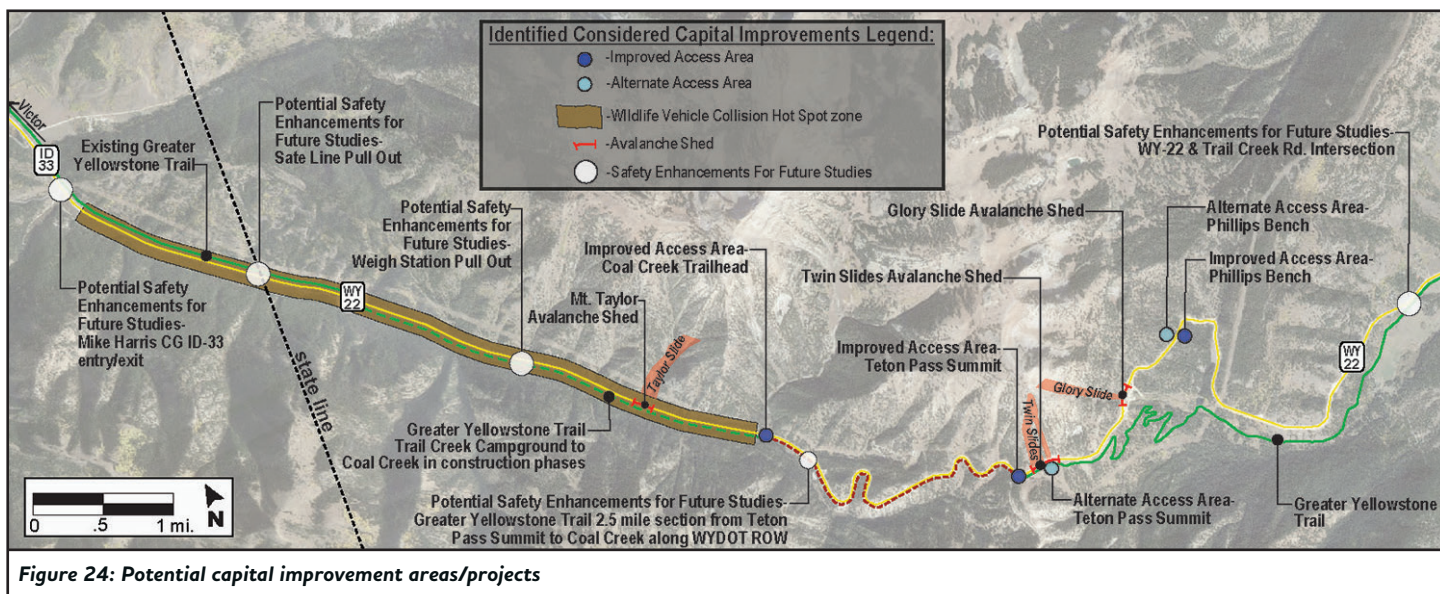 Identified Considered Capital Improvements Legend:
-Improved Access Area
-Alternate Access Area
-Wildlife Vehicle Collision Hot Spot zone
-Avalanche Shed
-Safety Enhancements For Future Studies
Victor
ID
33
Existing Greater
Yellowstone Trail
Potential Safety
Enhancements for
Future Studies-
Sate Line Pull Out
Potential Safety
Enhancements for
Future Studies-
Mike Harris CG ID-33
entry/exit
state line
WY
22
Potential Safety
Enhancements for
Future Studies-
Weigh Station Pull Out
Mt. Taylor
Avalanche Shed
Taylor Slide
Improved Access Area-
Coal Creek Trailhead
Greater Yellowstone Trail
Trail Creek Campground to
Coal Creek in construction phases
Potential Safety Enhancements for Future Studies-
Greater Yellowstone Trail 2.5 mile section from Teton
Pass Summit to Coal Creek along WYDOT ROW
Glory Slide Avalanche Shed
Twin Slides Avalanche Shed
Improved Access Area-
Teton Pass Summit
Twin Slides
Glory Slide
Alternate Access Area-
Teton Pass Summit
Potential Safety Enhancements for Future Studies-
WY-22 & Trail Creek Rd. Intersection
Alternate Access Area-
Phillips Bench
Improved Access Area-
Phillips Bench
WY
22
Greater Yellowstone
Trail
0 .5 1 mi.
N
Figure 24: Potential capital improvement areas/projects